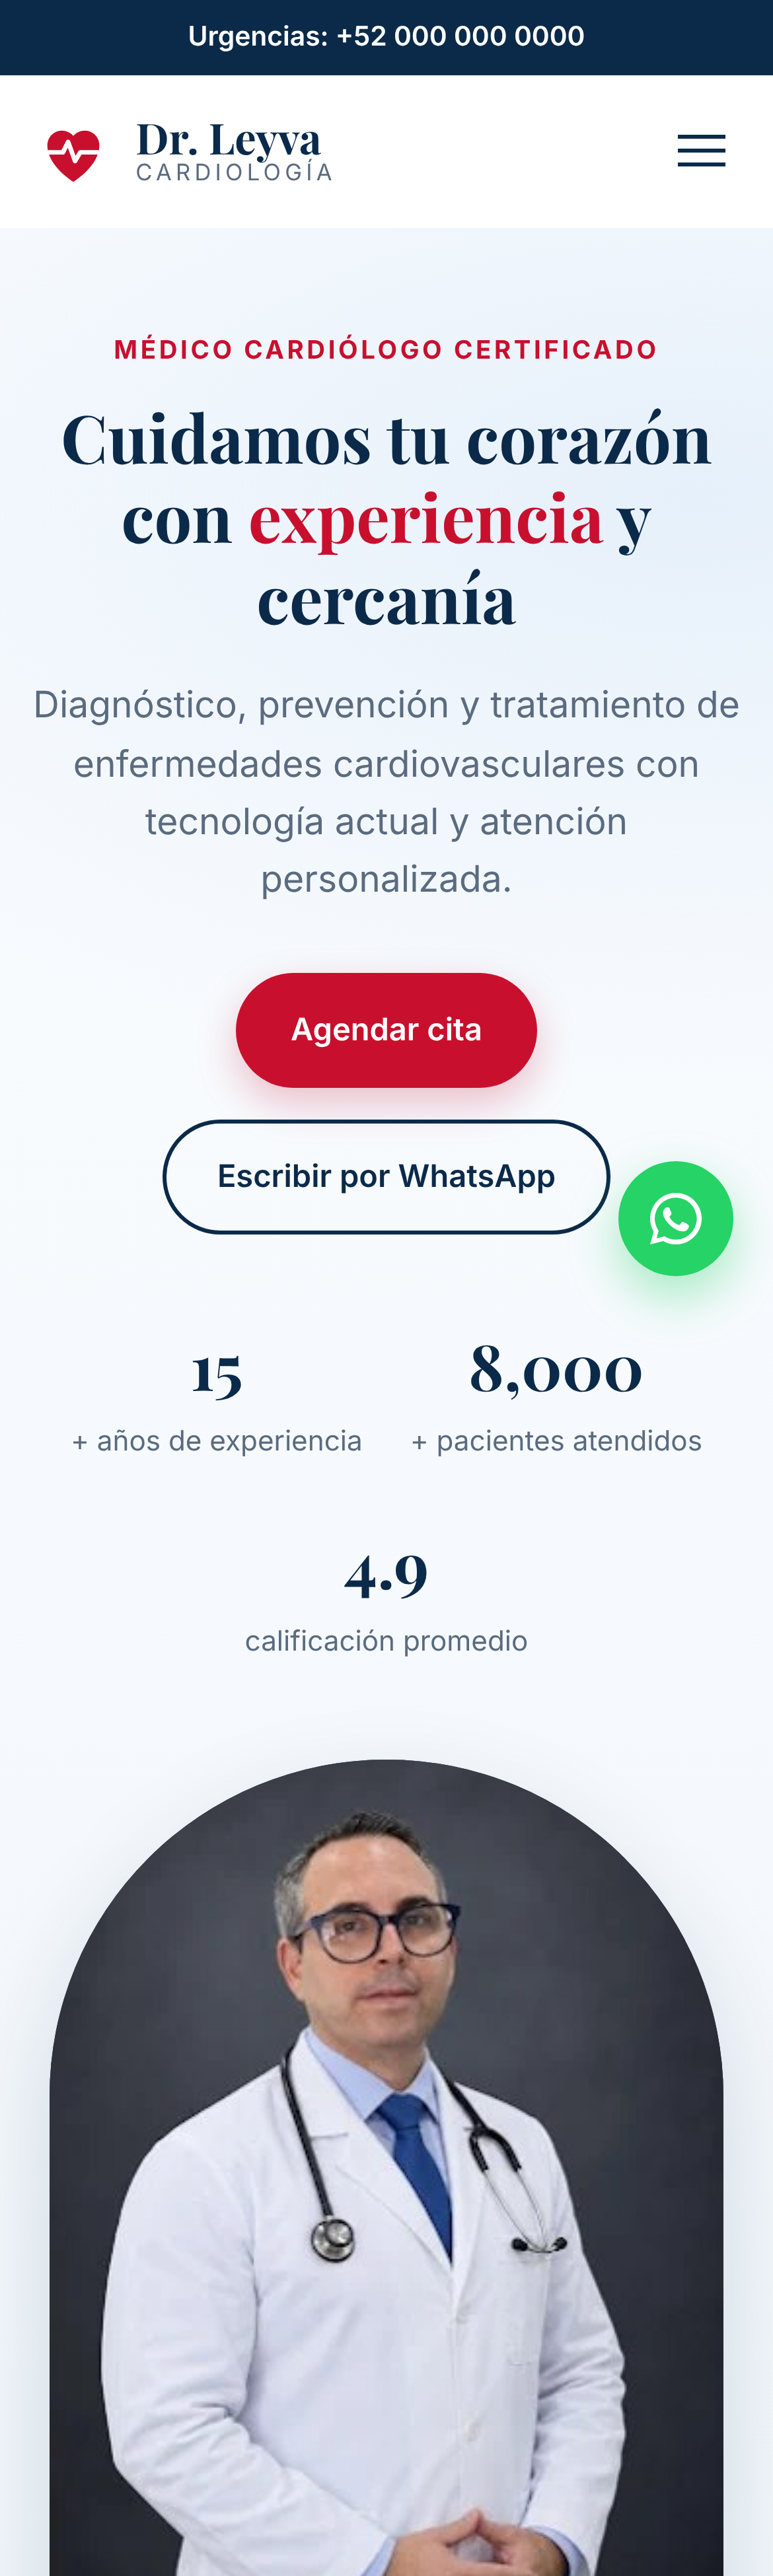 Urgencias: +52 000 000 0000
Dr. Leyva
CARDIOLOGÍA
MÉDICO CARDIÓLOGO CERTIFICADO
Cuidamos tu corazón
con experiencia y
cercanía
Diagnóstico, prevención y tratamiento de
enfermedades cardiovasculares con
tecnología actual y atención
personalizada.
Agendar cita
Escribir por WhatsApp
15
+ años de experiencia
8,000
+ pacientes atendidos
4.9
calificación promedio